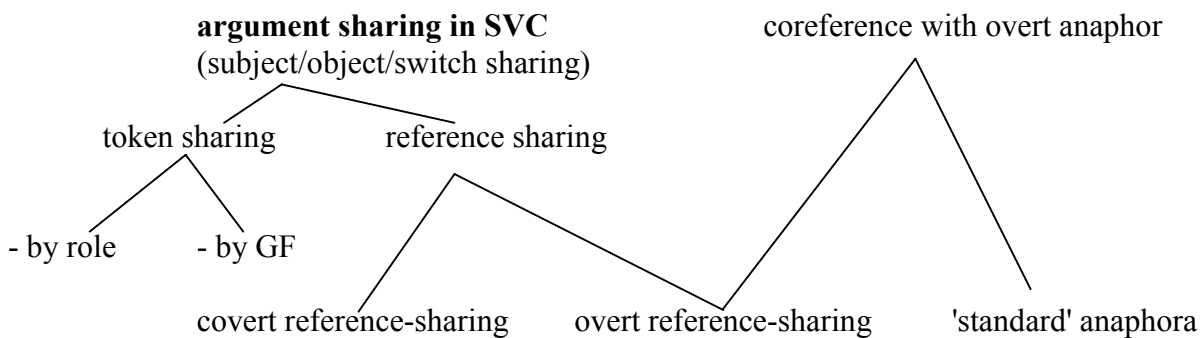 argument sharing in SVC coreference with overt anaphor
(subject/object/switch sharing)
token sharing reference sharing
- by role - by GF
covert reference-sharing overt reference-sharing 'standard' anaphora